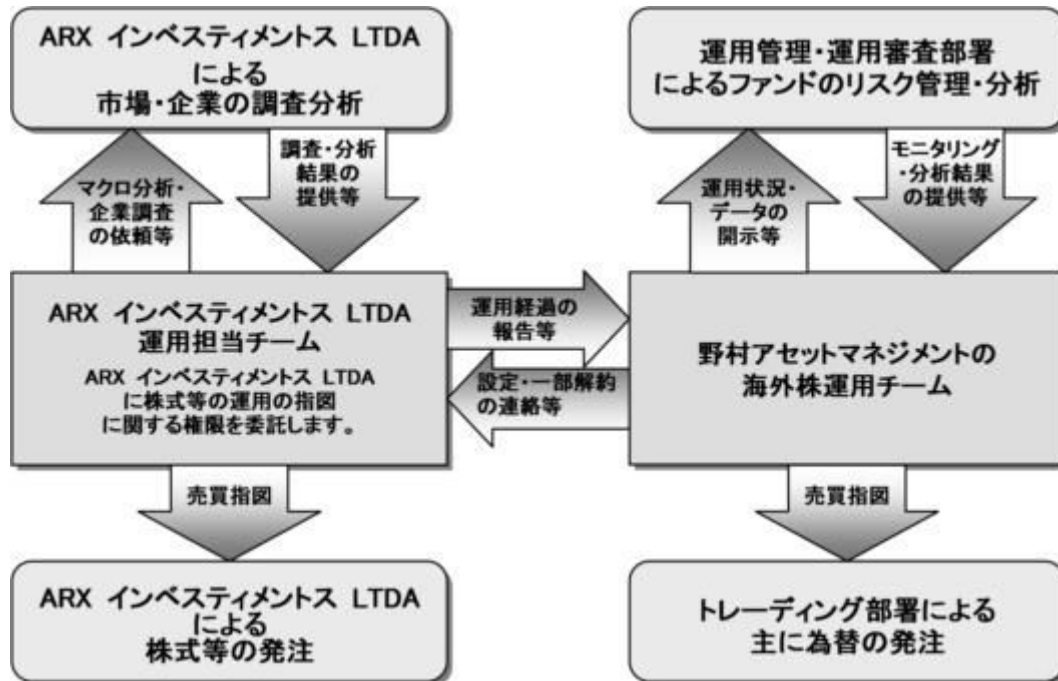 ARX インベスティメントス LTDA
による
市場・企業の調査分析
運用管理・運用審査部署
によるファンドのリスク管理・分析
マクロ分析・
企業調査
の依頼等
調査・分析
結果の
提供等
運用状況・
データの
開示等
モニタリング
・分析結果
の提供等
ARX インベスティメントス LTDA
運用担当チーム
ARX インベスティメントス LTDA
に株式等の運用の指図
に関する権限を委託します。
運用経過の
報告等
設定・一部解約
の連絡等
野村アセットマネジメントの
海外株運用チーム
売買指図
売買指図
ARX インベスティメントス LTDA
による
株式等の発注
トレーディング部署による
主に為替の発注